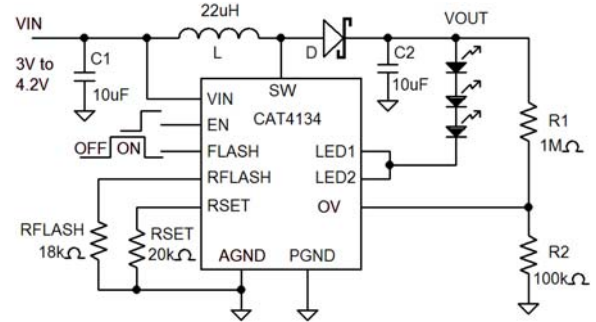 22uH
VIN
VOUT
L
D
C1
C2
3V to
4.2V
10uF
10uF
SW
VIN
CAT4134
EN
R1
1MΩ
OFF ON
FLASH
LED1
RFLASH
LED2
RSET
OV
RFLASH
18kΩ
RSET
20kΩ
AGND
PGND
R2
100kΩ